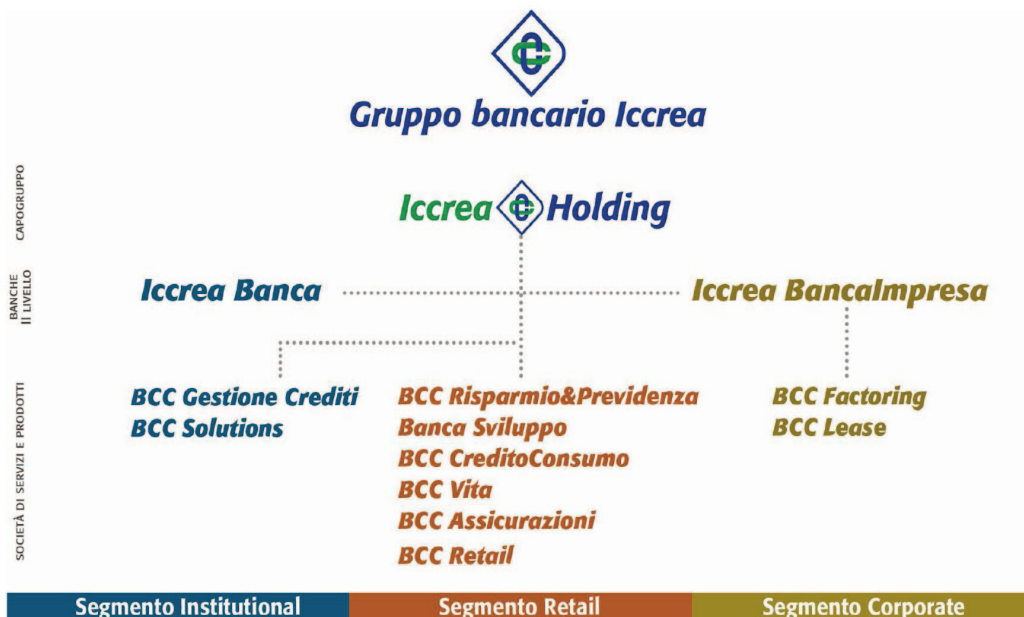 Gruppo bancario Iccrea
CAPOGRUPPO
Iccrea Holding
BANCHE
II LIVELLO
Iccrea Banca
Iccrea BancaImpresa
SOCIETÀ DI SERVIZI E PRODOTTI
BCC Gestione Crediti
BCC Solutions
BCC Risparmio&Previdenza
Banca Sviluppo
BCC CreditoConsumo
BCC Vita
BCC Assicurazioni
BCC Retail
BCC Factoring
BCC Lease
Segmento Institutional
Segmento Retail
Segmento Corporate